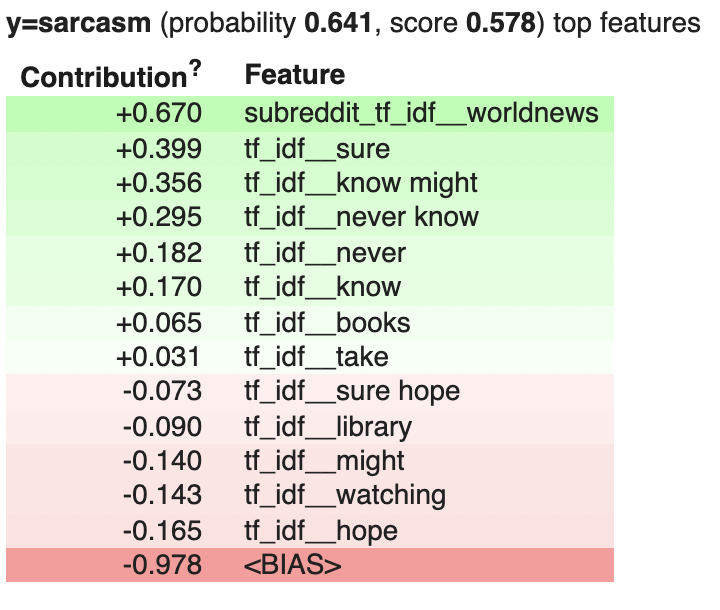 y=sarcasm (probability 0.641, score 0.578) top features
Contribution? Feature
+0.670 subreddit_tf_idf__worldnews
+0.399 tf_idf__sure
+0.356 tf_idf__know might
+0.295 tf_idf__never know
+0.182 tf_idf__never
+0.170 tf_idf__know
+0.065 tf_idf__books
+0.031 tf_idf__take
-0.073 tf_idf__sure hope
-0.090 tf_idf__library
-0.140 tf_idf__might
-0.143 tf_idf__watching
-0.165 tf_idf__hope
-0.978 <BIAS>